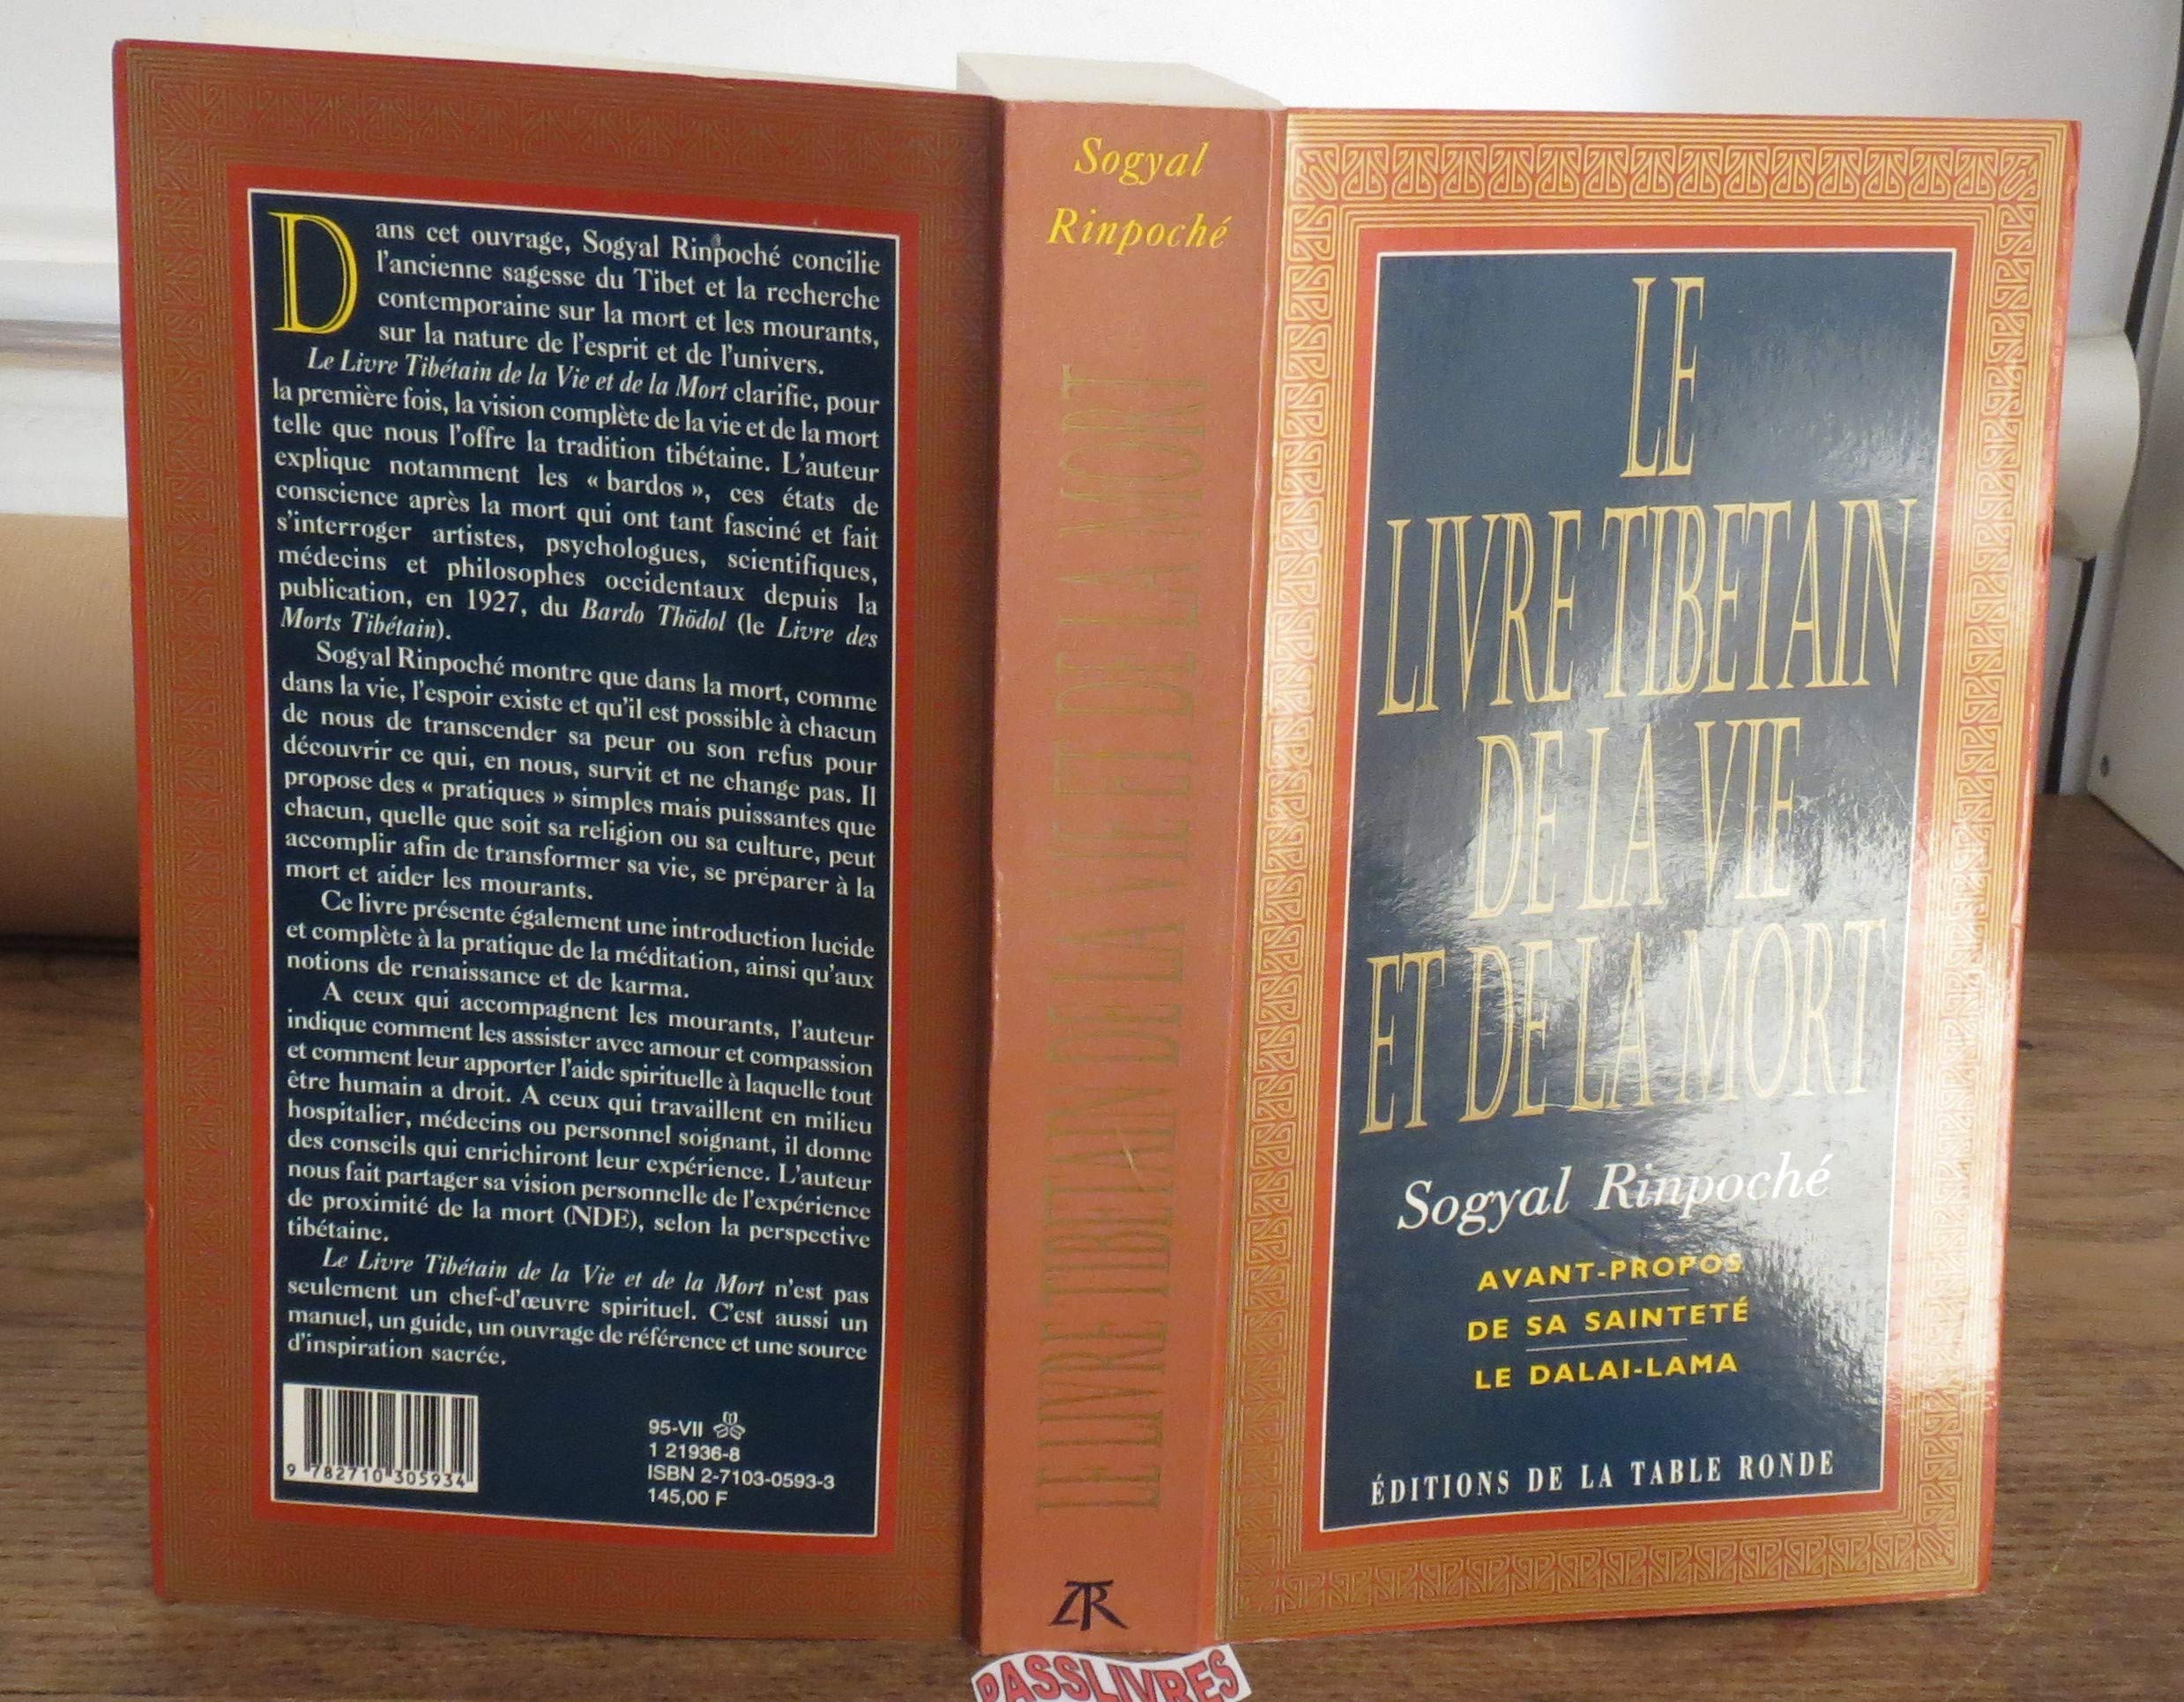 Dans cet ouvrage, Sogyal Rinpoché concilie
l'ancienne sagesse du Tibet et la recherche
contemporaine sur la mort et les mourants,
sur la nature de l'esprit et de l'univers.
Le Livre Tibétain de la Vie et de la Mort clarifie, pour
la première fois, la vision complète de la vie et de la mort
telle que nous l'offre la tradition tibétaine. L'auteur
explique notamment les « bardos », ces états de
conscience après la mort qui ont tant fasciné et fait
s'interroger artistes, psychologues, scientifiques,
médecins et philosophes occidentaux depuis la
publication, en 1927, du Bardo Thödol (le Livre des
Morts Tibétain).
Sogyal Rinpoché montre que dans la mort, comme
dans la vie, l'espoir existe et qu'il est possible à chacun
de nous de transcender sa peur ou son refus pour
découvrir ce qui, en nous, survit et ne change pas. Il
propose des « pratiques » simples mais puissantes que
chacun, quelle que soit sa religion ou sa culture, peut
accomplir afin de transformer sa vie, se préparer à la
mort et aider les mourants.
Ce livre présente également une introduction lucide
et complète à la pratique de la méditation, ainsi qu'aux
notions de renaissance et de karma.
A ceux qui accompagnent les mourants, l'auteur
indique comment les assister avec amour et compassion
et comment leur apporter l'aide spirituelle à laquelle tout
être humain a droit. A ceux qui travaillent en milieu
hospitalier, médecins ou personnel soignant, il donne
des conseils qui enrichiront leur expérience. L'auteur
nous fait partager sa vision personnelle de l'expérience
de proximité de la mort (NDE), selon la perspective
tibétaine.
Le Livre Tibétain de la Vie et de la Mort n'est pas
seulement un chef-d'œuvre spirituel. C'est aussi un
manuel, un guide, un ouvrage de référence et une source
d'inspiration sacrée.
9 782710 305934
95-VII
1 21936-8
ISBN 2-7103-0593-3
145,00 F
Sogyal
Rinpoché
LE LIVRE TIBETAIN DE LA VIE ET DE LA MORT
LTR
LE
LIVRE TIBETAIN
DE LA VIE
ET DE LA MORT
Sogyal Rinpoché
AVANT-PROPOS
DE SA SAINTETÉ
LE DALAI-LAMA
ÉDITIONS DE LA TABLE RONDE
PASSLIVRES